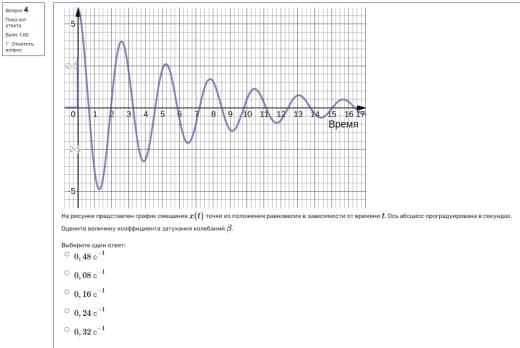 Вопрос 4
Пока нет
ответа
Балл: 1,00
Отметить
вопрос
5
2.5
0 1 2 3 4 5 6 7 8 9 10 11 12 13 14 15 16 17
Время
-5
На рисунке представлен график смещения x(t) точки из положения равновесия в зависимости от времени t. Ось абсцисс проградуирована в секундах.
Оцените величину коэффициента затухания колебаний β.
Выберите один ответ:
0,48 с⁻¹
0,08 с⁻¹
0,16 с⁻¹
0,24 с⁻¹
0,32 с⁻¹